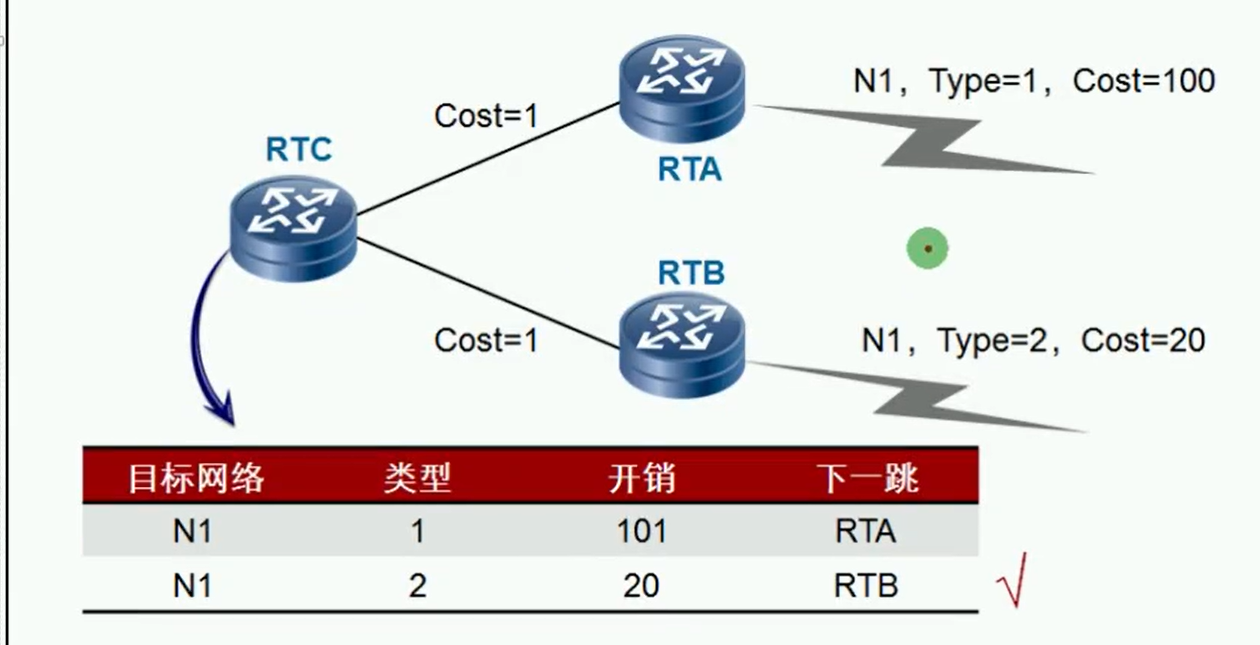 N1，Type=1，Cost=100
Cost=1
RTC
RTA
RTB
Cost=1
N1，Type=2，Cost=20
目标网络 类型 开销 下一跳
N1 1 101 RTA
N1 2 20 RTB √